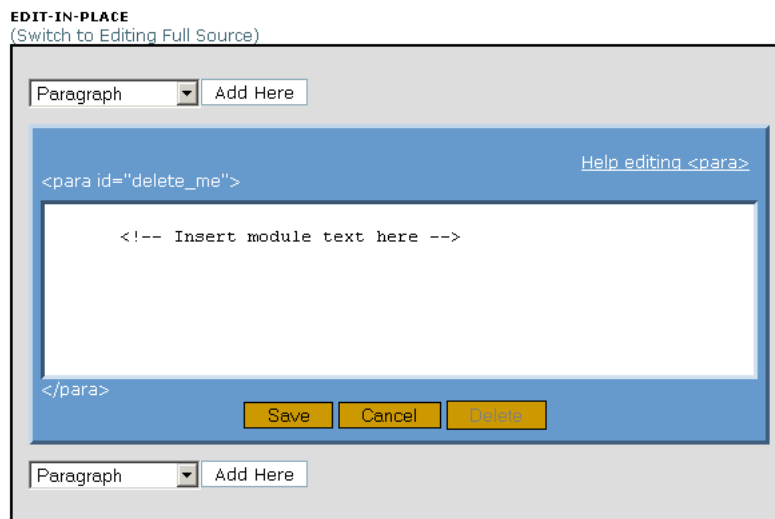 EDIT-IN-PLACE
(Switch to Editing Full Source)
Paragraph Add Here
Help editing <para>
<para id="delete_me">
<!-- Insert module text here -->
</para>
Save Cancel Delete
Paragraph Add Here